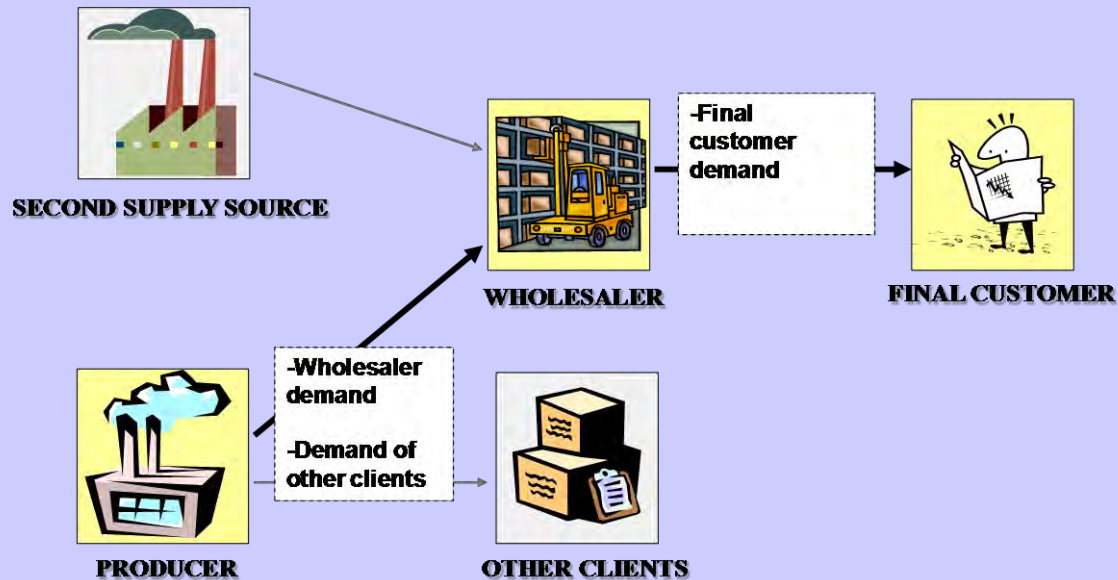 SECOND SUPPLY SOURCE
-Final
customer
demand
WHOLESALER
FINAL CUSTOMER
-Wholesaler
demand
-Demand of
other clients
PRODUCER
OTHER CLIENTS